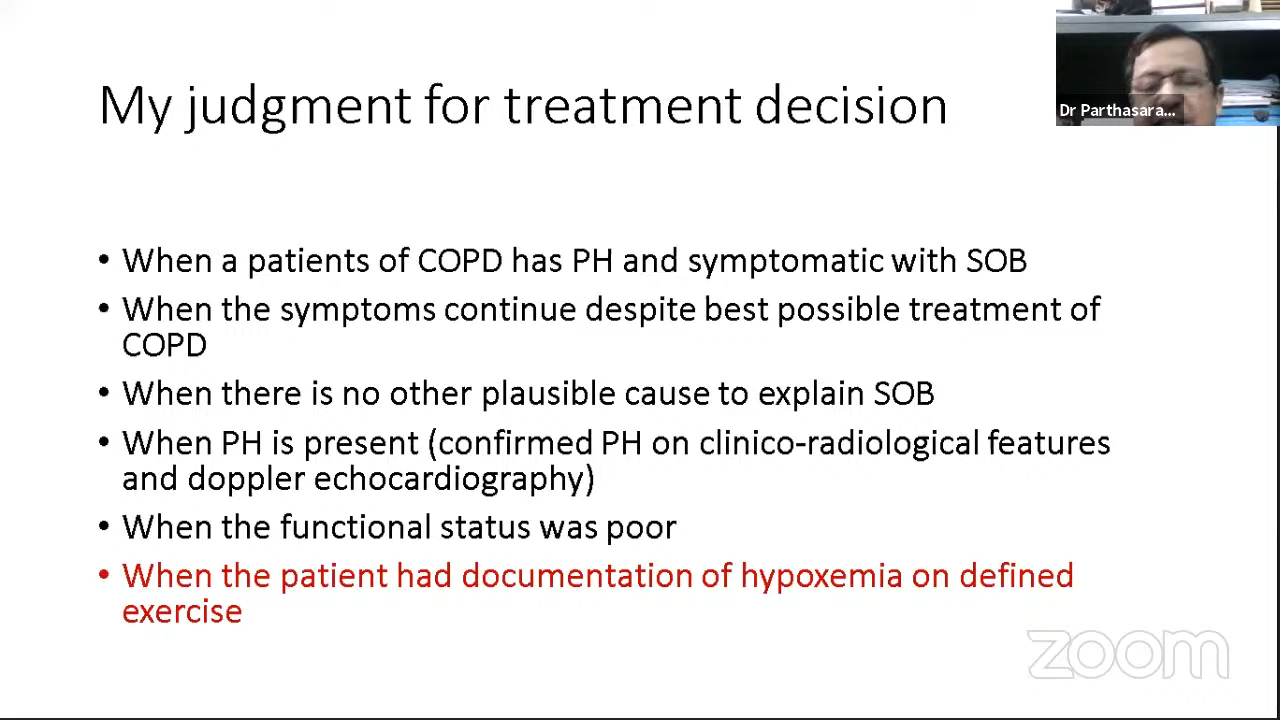 My judgment for treatment decision
Dr Parthasara...
• When a patients of COPD has PH and symptomatic with SOB
• When the symptoms continue despite best possible treatment of
COPD
• When there is no other plausible cause to explain SOB
• When PH is present (confirmed PH on clinico-radiological features
and doppler echocardiography)
• When the functional status was poor
• When the patient had documentation of hypoxemia on defined
exercise
zoom